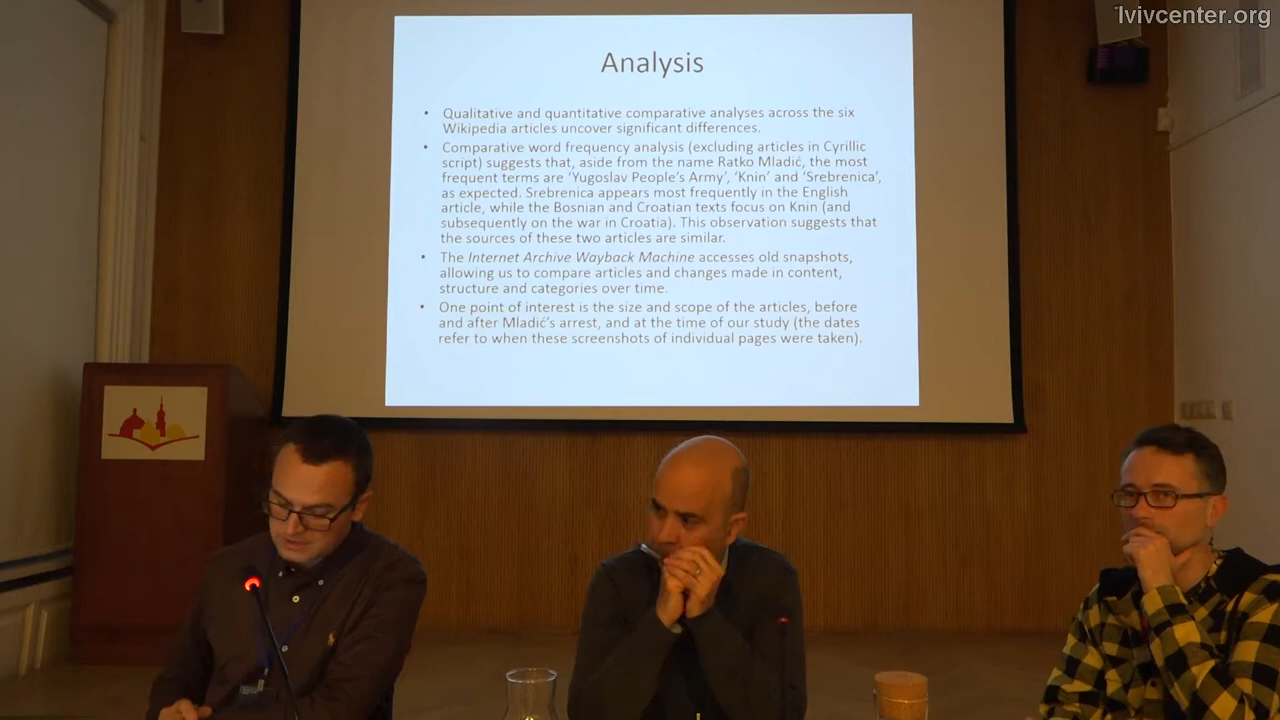 lvivcenter.org
Analysis
• Qualitative and quantitative comparative analyses across the six
Wikipedia articles uncover significant differences.
• Comparative word frequency analysis (excluding articles in Cyrillic
script) suggests that, aside from the name Ratko Mladić, the most
frequent terms are ‘Yugoslav People’s Army’, ‘Knin’ and ‘Srebrenica’,
as expected. Srebrenica appears most frequently in the English
article, while the Bosnian and Croatian texts focus on Knin (and
subsequently on the war in Croatia). This observation suggests that
the sources of these two articles are similar.
• The Internet Archive Wayback Machine accesses old snapshots,
allowing us to compare articles and changes made in content,
structure and categories over time.
• One point of interest is the size and scope of the articles, before
and after Mladić’s arrest, and at the time of our study (the dates
refer to when these screenshots of individual pages were taken).